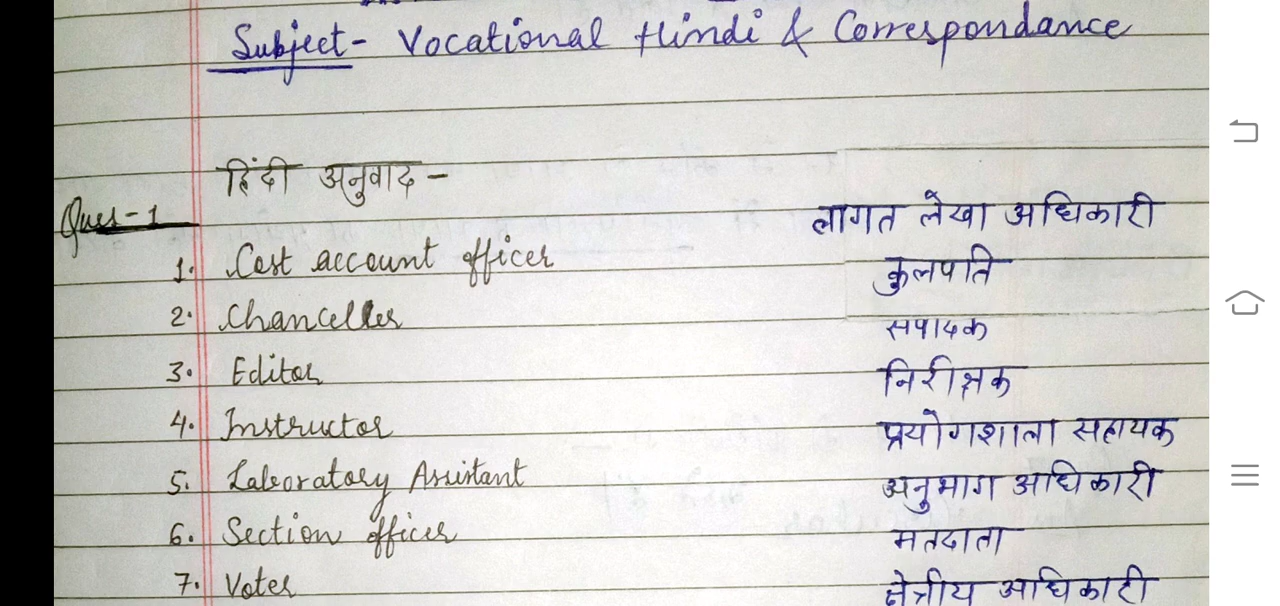 Subject- Vocational Hindi & Correspondance
हिंदी अनुवाद -
Ques-1
1. Cost account officer लागत लेखा अधिकारी
2. Chanceller कुलपति
3. Editor संपादक
4. Instructor निरीक्षक
5. Laboratory Assistant प्रयोगशाला सहायक
6. Section officer अनुभाग अधिकारी
7. Voter मतदाता
क्षेत्रीय अधिकारी